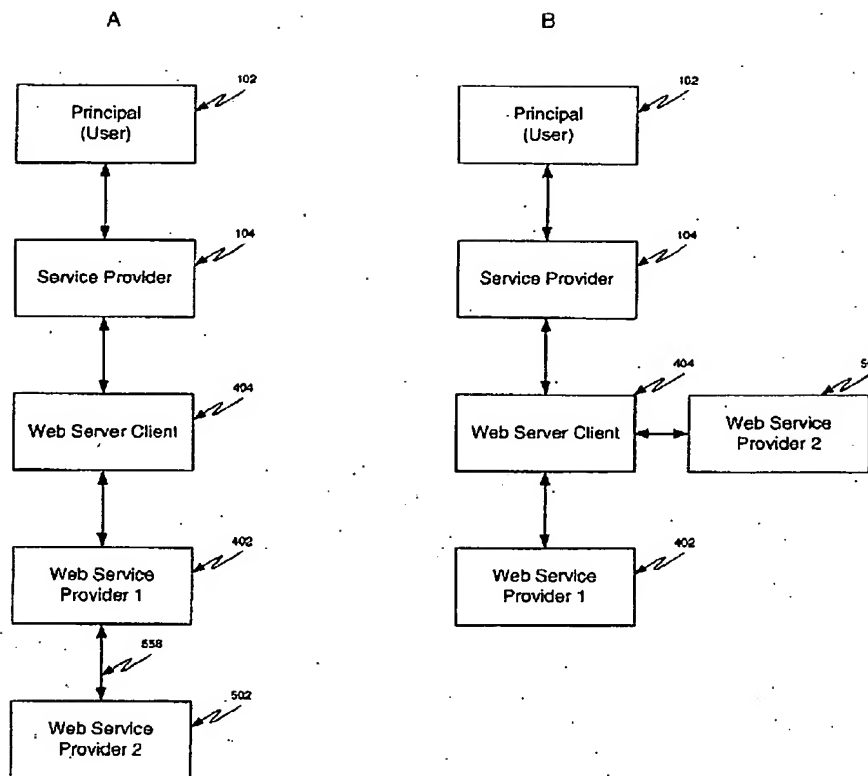 A
102
Principal
(User)
104
Service Provider
404
Web Server Client
402
Web Service
Provider 1
558
502
Web Service
Provider 2
B
102
Principal
(User)
104
Service Provider
404
Web Server Client
Web Service
Provider 2
402
Web Service
Provider 1